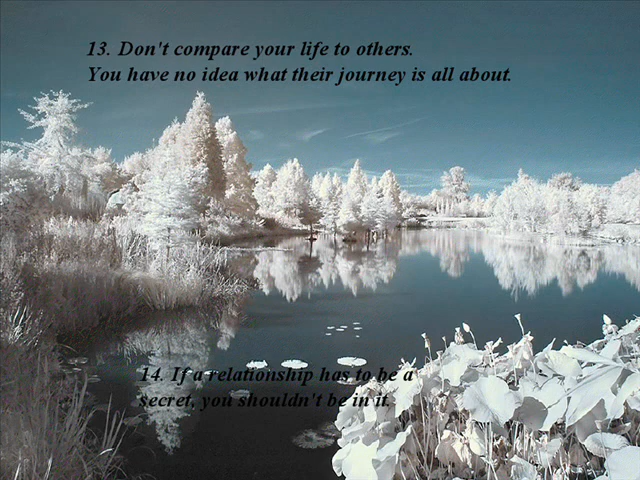 13. Don't compare your life to others.
You have no idea what their journey is all about.
14. If a relationship has to be a
secret, you shouldn't be in it.